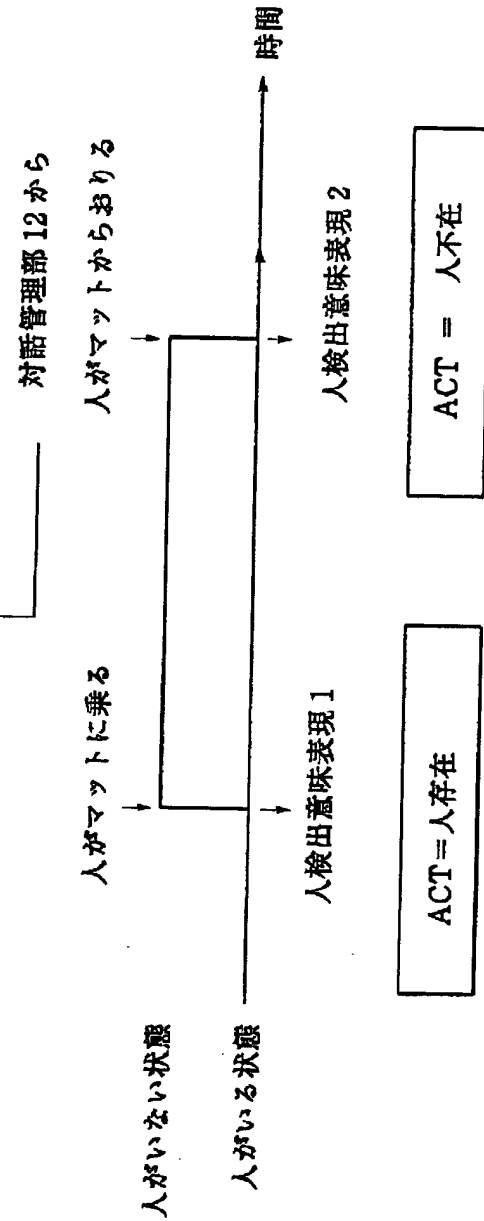 対話管理部12から
人がマットに乗る
人がマットからおりる
人がいない状態
人がいる状態
時間
人検出意味表現1
人検出意味表現2
ACT=人存在
ACT = 人不在